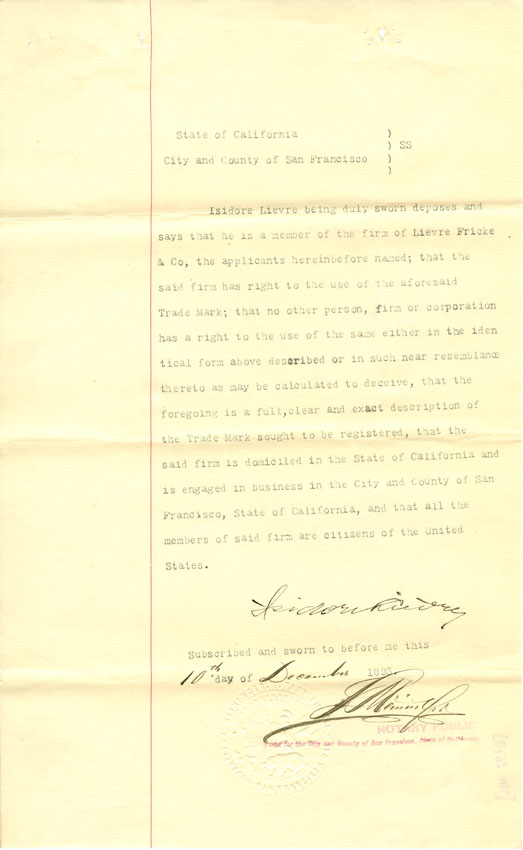 State of California )
) SS
City and County of San Francisco )
)
Isidore Lievre being duly sworn deposes and
says that he is a member of the firm of Lievre Fricke
& Co, the applicants hereinbefore named; that the
said firm has right to the use of the aforesaid
Trade Mark; that no other person, firm or corporation
has a right to the use of the same either in the iden
tical form above described or in such near resemblance
thereto as may be calculated to deceive, that the
foregoing is a full,clear and exact description of
the Trade Mark sought to be registered, that the
said firm is domiciled in the State of California and
is engaged in business in the City and County of San
Francisco, State of California, and that all the
members of said firm are citizens of the United
States.
Isidore Lievre
Subscribed and sworn to before me this
10th day of December 1895.
NOTARY PUBLIC
and for the City and County of San Francisco, State of California.